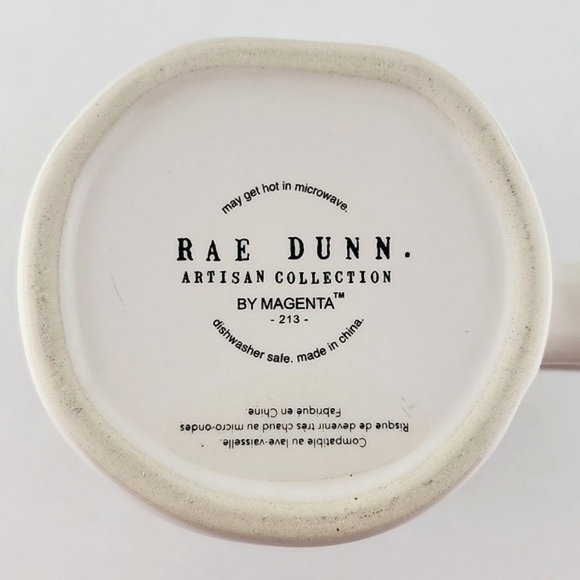 may get hot in microwave.
RAE DUNN.
ARTISAN COLLECTION
BY MAGENTA™
- 213 -
dishwasher safe. made in china.
Compatible au lave-vaisselle.
Risque de devenir très chaud au micro-ondes
Fabriqué en Chine.